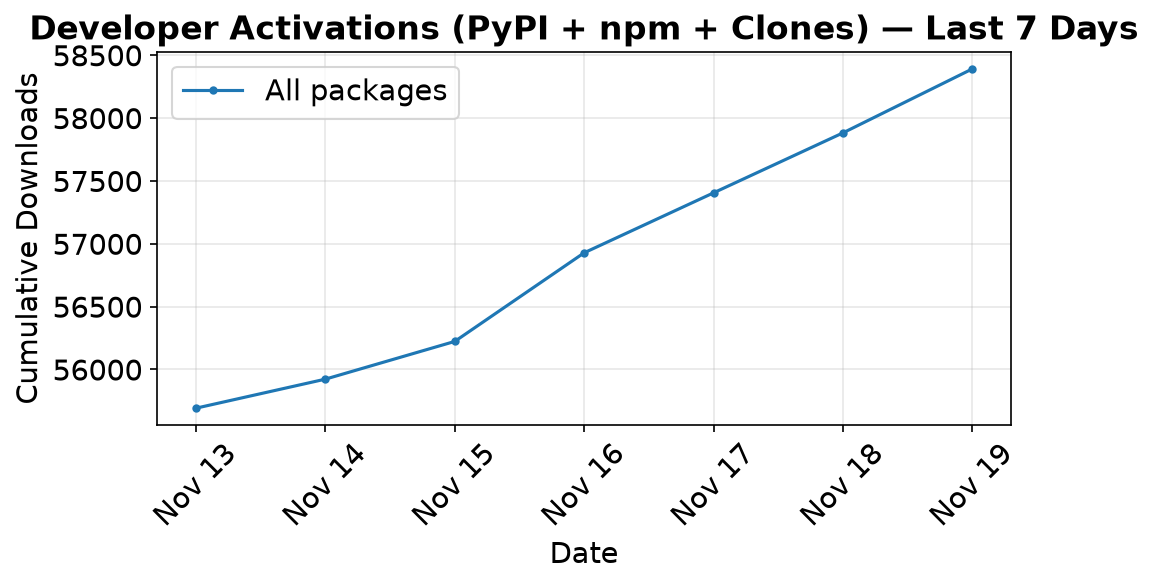 Developer Activations (PyPI + npm + Clones) — Last 7 Days
All packages
Cumulative Downloads
58500
58000
57500
57000
56500
56000
Nov 13
Nov 14
Nov 15
Nov 16
Nov 17
Nov 18
Nov 19
Date